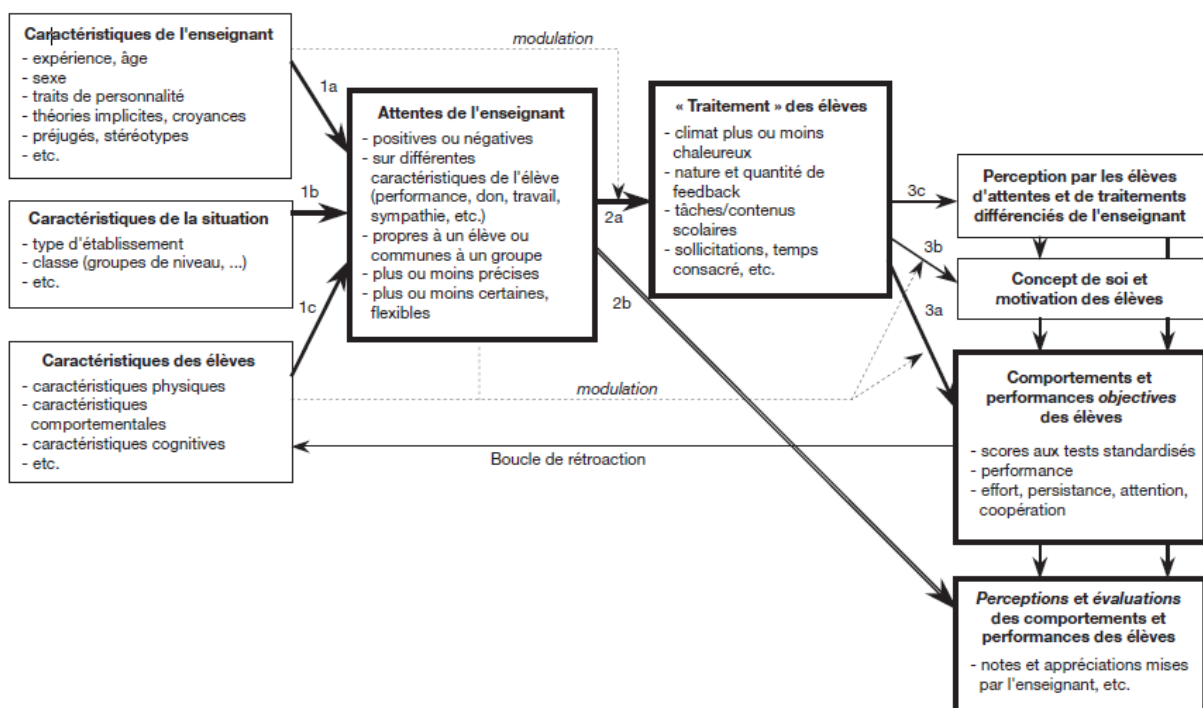 Caractéristiques de l'enseignant
- expérience, âge
- sexe
- traits de personnalité
- théories implicites, croyances
- préjugés, stéréotypes
- etc.
modulation
1a
Attentes de l'enseignant
- positives ou négatives
- sur différentes
caractéristiques de l'élève
(performance, don, travail,
sympathie, etc.)
- propres à un élève ou
communes à un groupe
- plus ou moins précises
- plus ou moins certaines,
flexibles
1b
Caractéristiques de la situation
- type d'établissement
- classe (groupes de niveau, ...)
- etc.
1c
Caractéristiques des élèves
- caractéristiques physiques
- caractéristiques
comportementales
- caractéristiques cognitives
- etc.
2a
2b
« Traitement » des élèves
- climat plus ou moins
chaleureux
- nature et quantité de
feedback
- tâches/contenus
scolaires
- sollicitations, temps
consacré, etc.
3c
3b
3a
modulation
Boucle de rétroaction
Perception par les élèves
d'attentes et de traitements
différenciés de l'enseignant
Concept de soi et
motivation des élèves
Comportements et
performances objectives
des élèves
- scores aux tests standardisés
- performance
- effort, persistance, attention,
coopération
Perceptions et évaluations
des comportements et
performances des élèves
- notes et appréciations mises
par l'enseignant, etc.